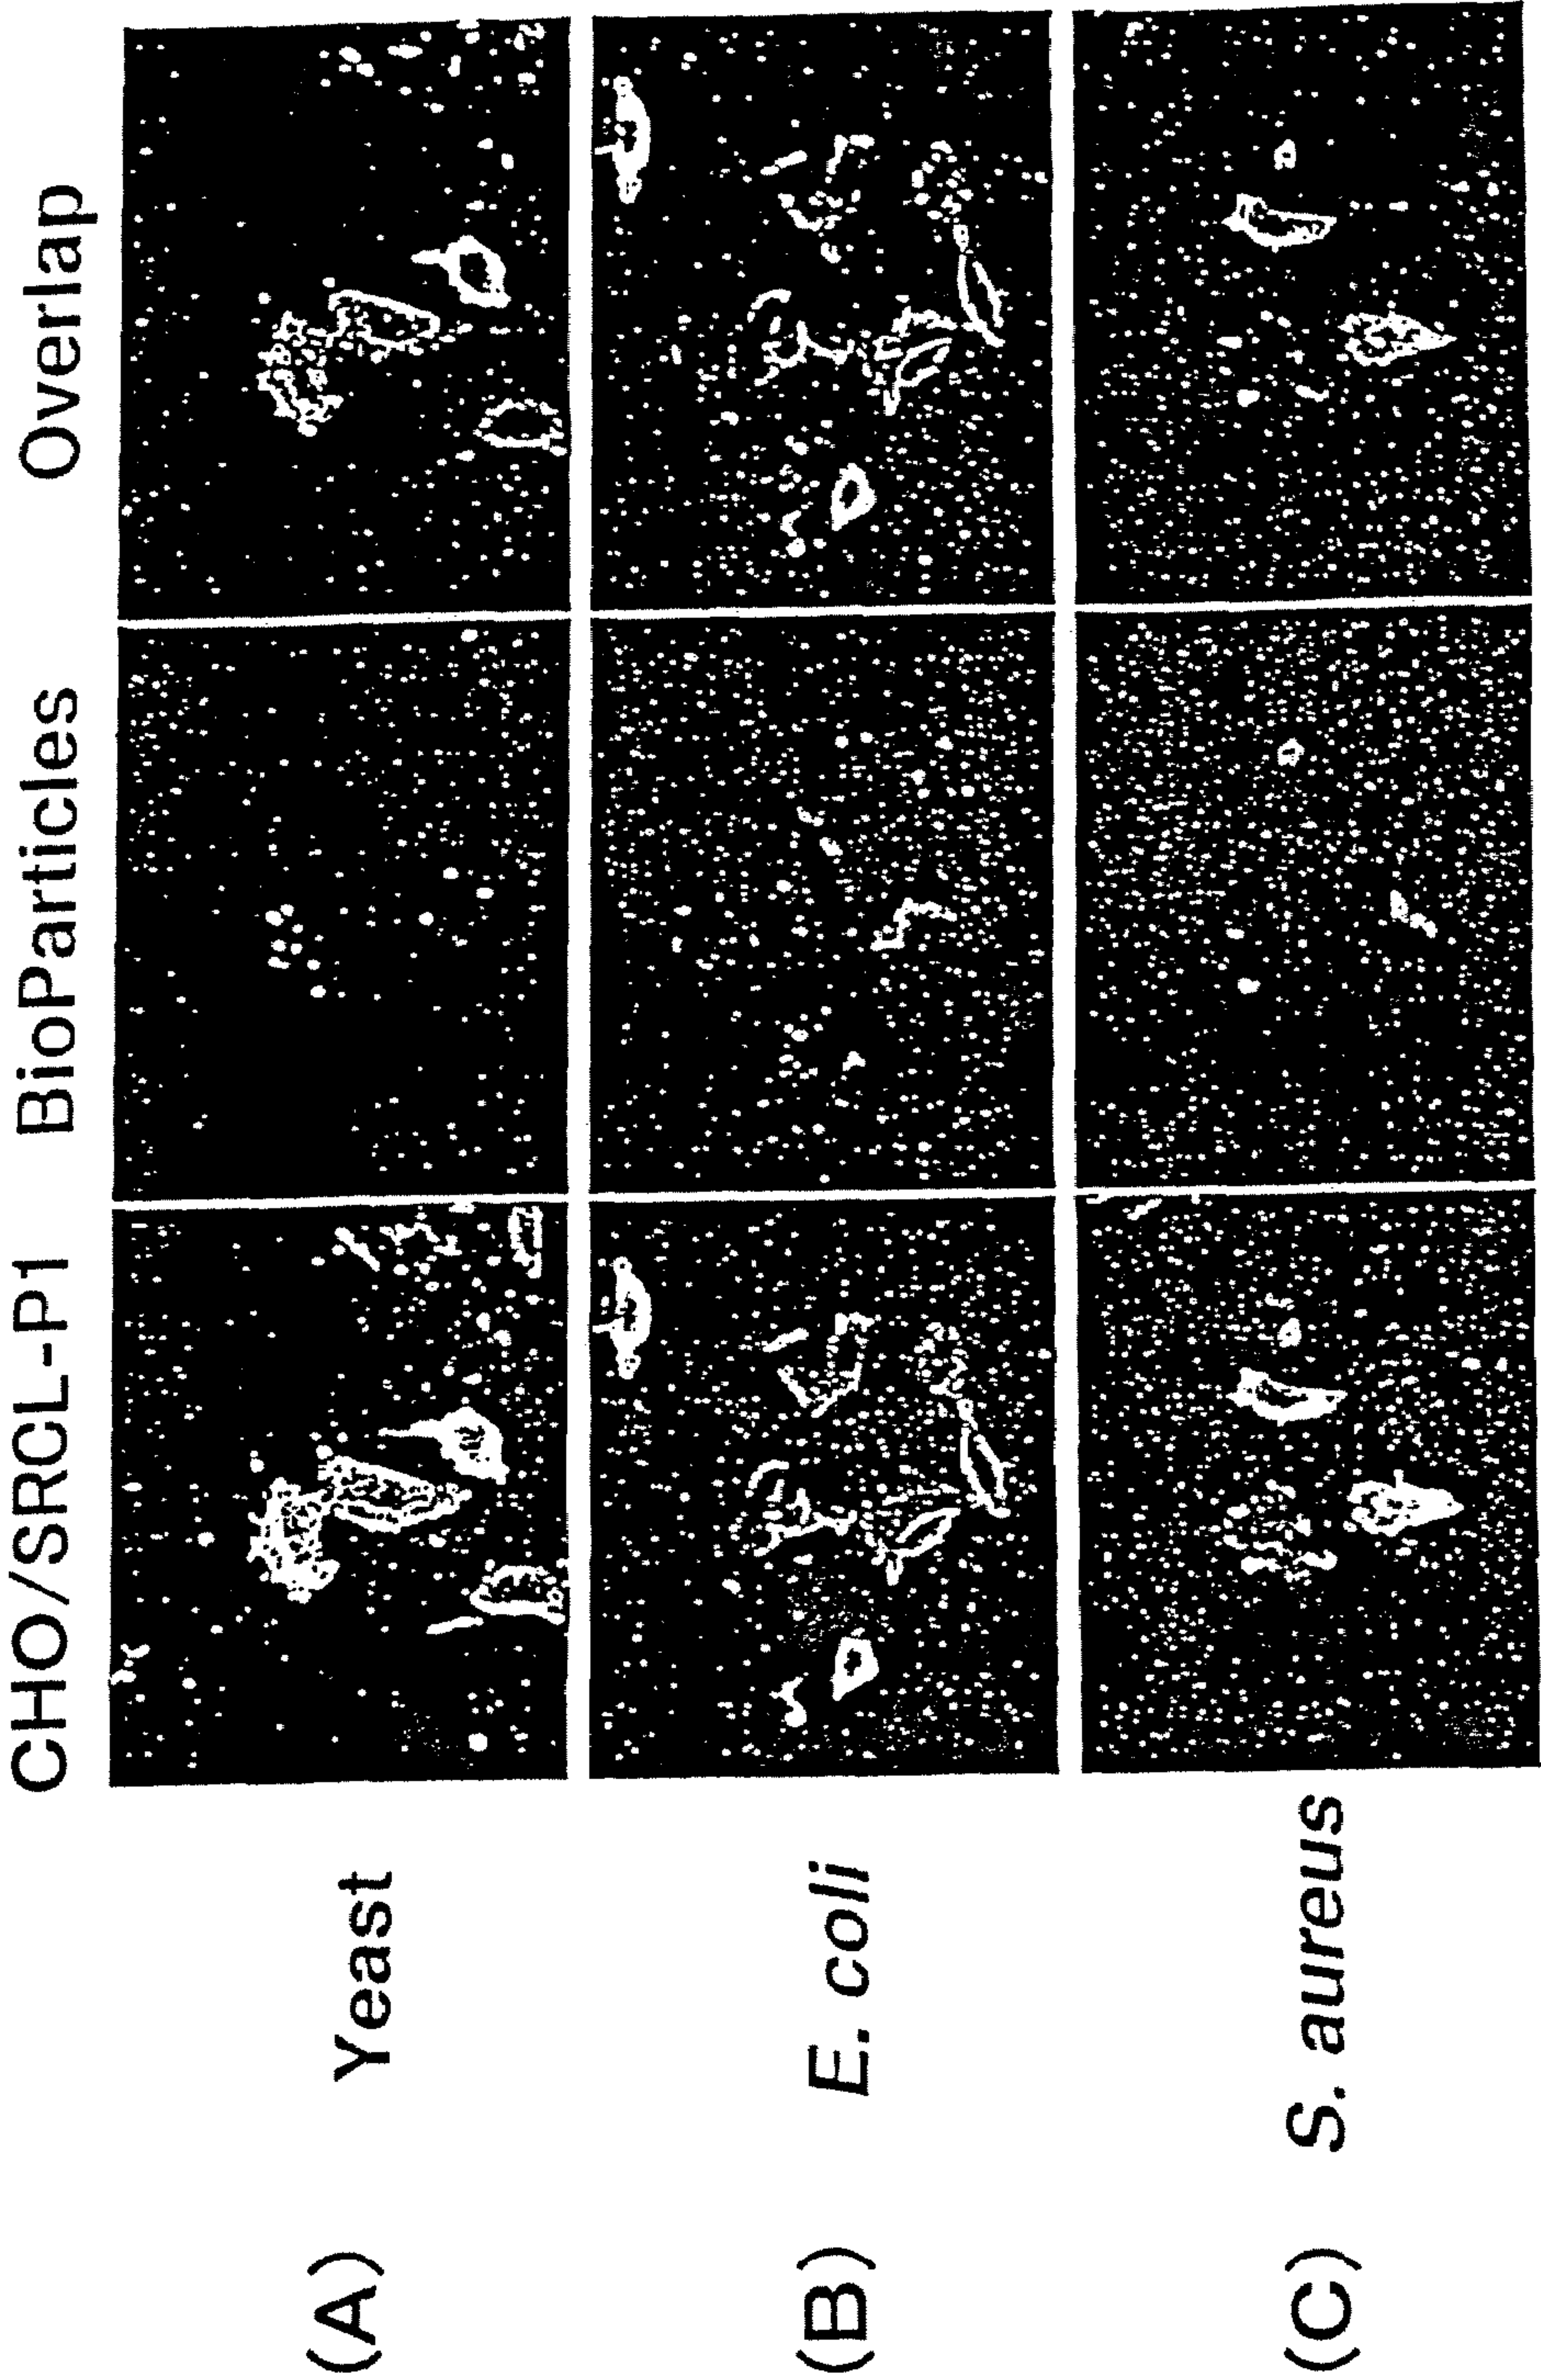 CHO/SRCL-P1 BioParticles Overlap
(A) Yeast
(B) E. coli
(C) S. aureus